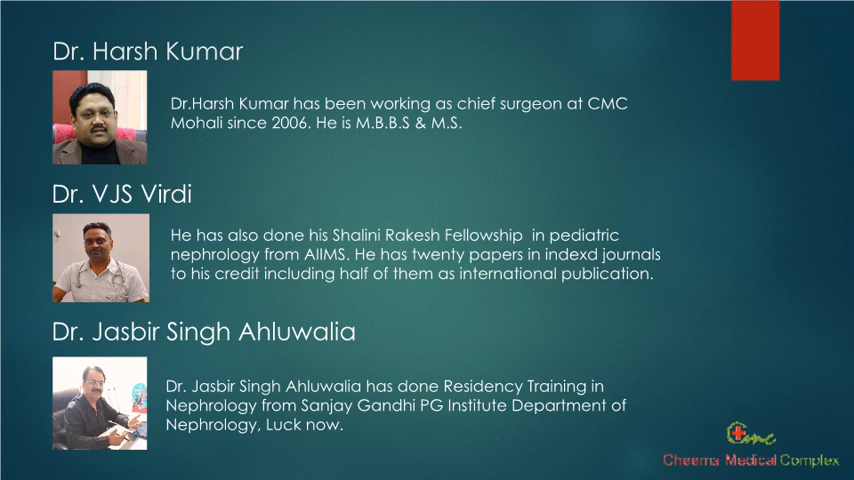 Dr. Harsh Kumar
Dr.Harsh Kumar has been working as chief surgeon at CMC
Mohali since 2006. He is M.B.B.S & M.S.
Dr. VJS Virdi
He has also done his Shalini Rakesh Fellowship in pediatric
nephrology from AIIMS. He has twenty papers in indexd journals
to his credit including half of them as international publication.
Dr. Jasbir Singh Ahluwalia
Dr. Jasbir Singh Ahluwalia has done Residency Training in
Nephrology from Sanjay Gandhi PG Institute Department of
Nephrology, Luck now.
Cmc
Cheema Medical Complex